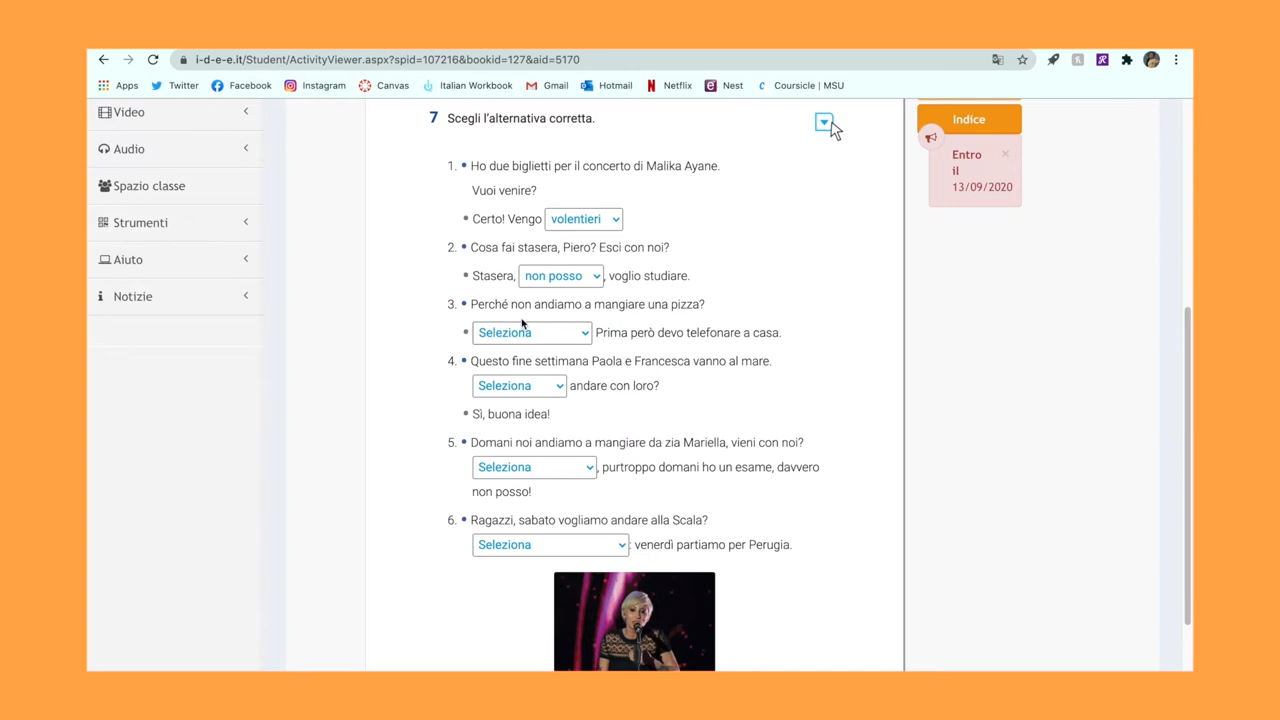 i-d-e-e.it/Student/ActivityViewer.aspx?spid=107216&bookid=127&aid=5170
Apps Twitter Facebook Instagram Canvas Italian Workbook Gmail Hotmail Netflix Nest Coursicle | MSU
Video
Audio
Spazio classe
Strumenti
Aiuto
Notizie
7 Scegli l'alternativa corretta.
1. • Ho due biglietti per il concerto di Malika Ayane.
Vuoi venire?
• Certo! Vengo volentieri
2. • Cosa fai stasera, Piero? Esci con noi?
• Stasera, non posso , voglio studiare.
3. • Perché non andiamo a mangiare una pizza?
• Seleziona Prima però devo telefonare a casa.
4. • Questo fine settimana Paola e Francesca vanno al mare.
Seleziona andare con loro?
• Sì, buona idea!
5. • Domani noi andiamo a mangiare da zia Mariella, vieni con noi?
Seleziona , purtroppo domani ho un esame, davvero
non posso!
6. • Ragazzi, sabato vogliamo andare alla Scala?
Seleziona : venerdì partiamo per Perugia.
Indice
Entro
il
13/09/2020